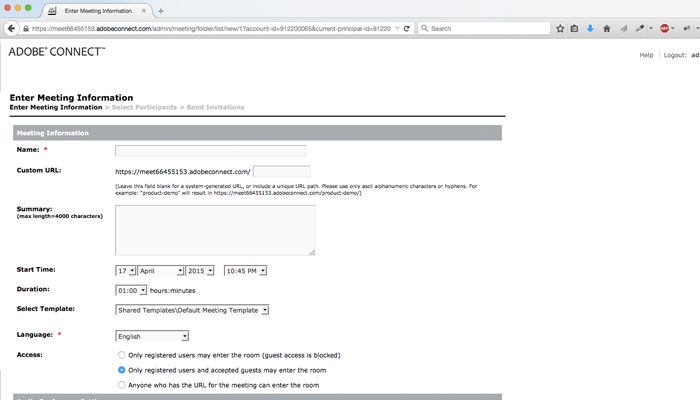 Enter Meeting Information
https://meet66455153.adobeconnect.com/admin/meeting/folder/list/new/1?account-id=912200065&current-principal-id=91220
Search
ABP
ADOBE® CONNECT™
Help Logout: ad
Enter Meeting Information
Enter Meeting Information > Select Participants > Send Invitations
Meeting Information
Name: *
Custom URL: https://meet66455153.adobeconnect.com/
(Leave this field blank for a system-generated URL, or include a unique URL path. Please use only ascii alphanumeric characters or hyphens. For
example: "product-demo" will result in https://meet66455153.adobeconnect.com/product-demo/)
Summary:
(max length=4000 characters)
Start Time: 17 April 2015 10:45 PM
Duration: 01:00 hours:minutes
Select Template: Shared Templates\Default Meeting Template
Language: * English
Access: Only registered users may enter the room (guest access is blocked)
Only registered users and accepted guests may enter the room
Anyone who has the URL for the meeting can enter the room